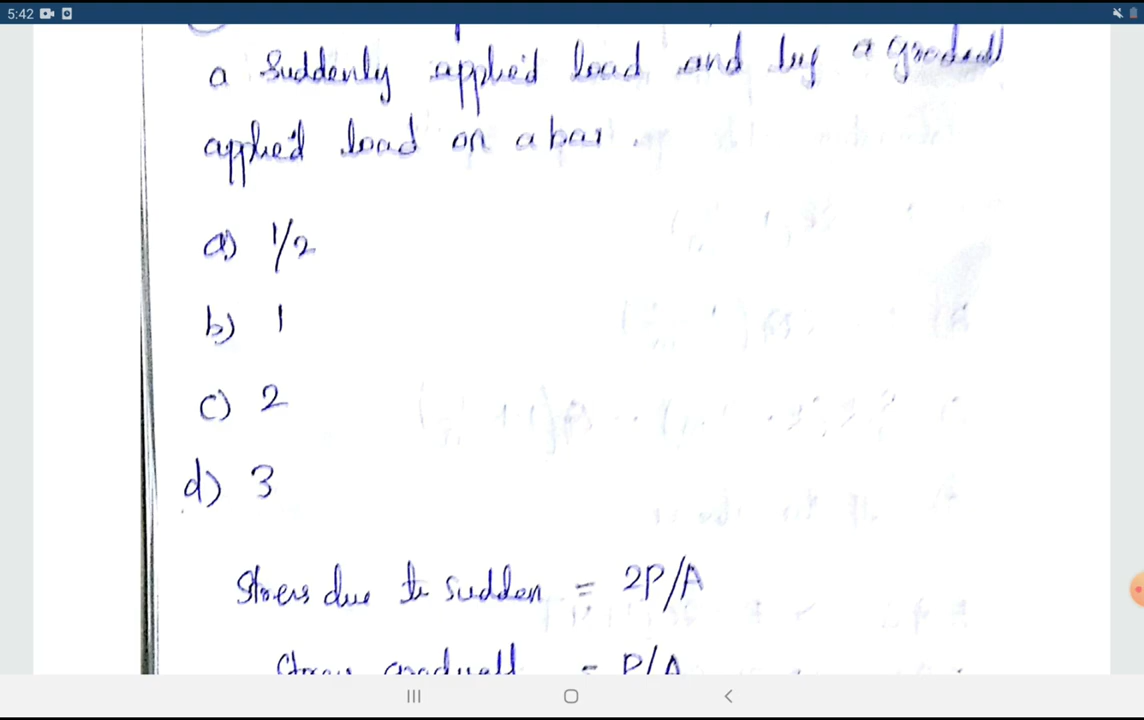 5:42
a Suddenly applied load and by a gradual
applied load on a bar.
a) 1/2
b) 1
c) 2
d) 3
Stress due to sudden = 2P/A
= P/A